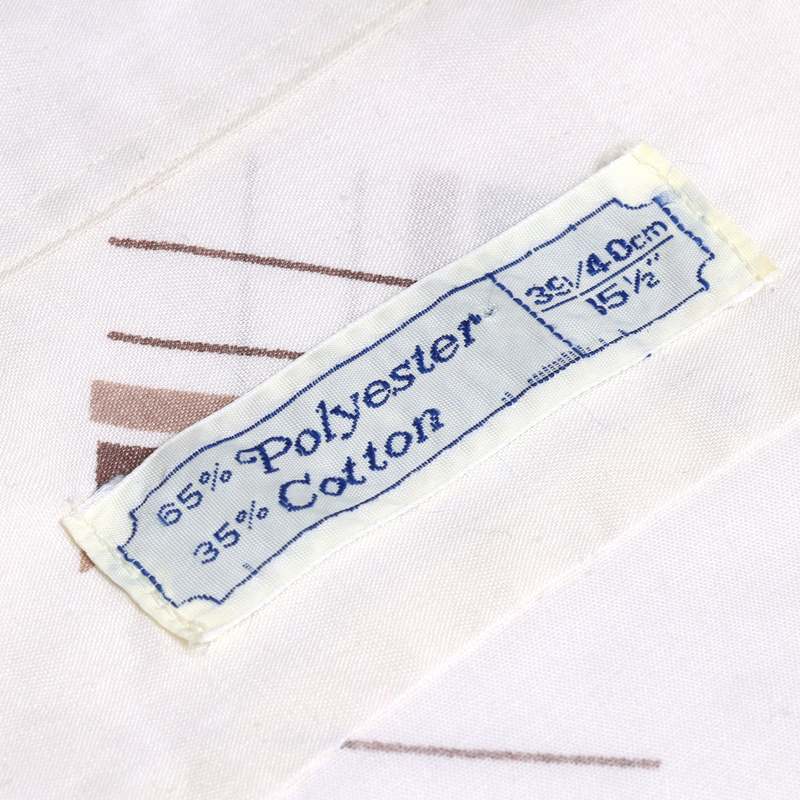 65% Polyester
35% Cotton
39/40cm
15½"